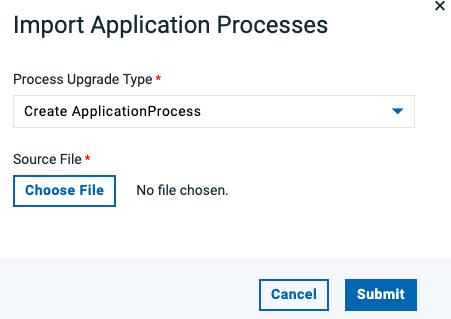 Import Application Processes
Process Upgrade Type *
Create ApplicationProcess
Source File *
Choose File No file chosen.
Cancel Submit